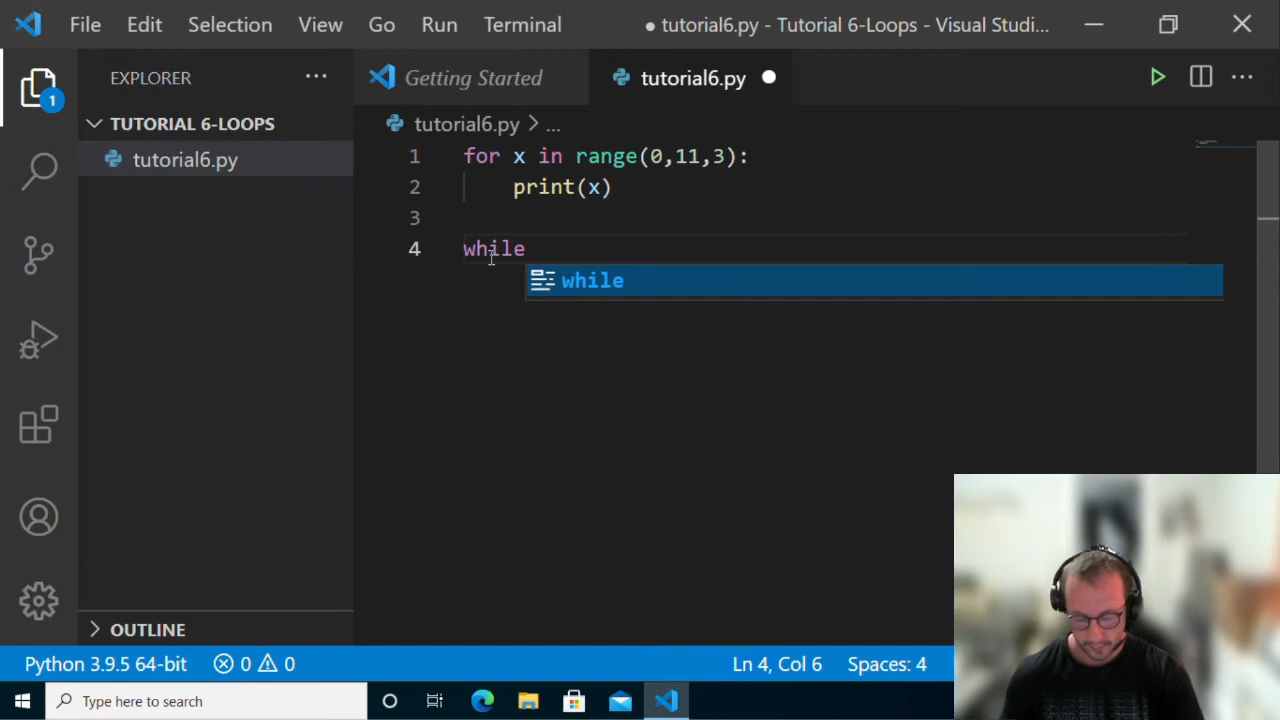 File Edit Selection View Go Run Terminal ● tutorial6.py - Tutorial 6-Loops - Visual Studi...
EXPLORER ...
Getting Started
tutorial6.py ●
1
TUTORIAL 6-LOOPS
tutorial6.py
tutorial6.py > ...
1 for x in range(0,11,3):
2     print(x)
3
4 while
while
OUTLINE
Python 3.9.5 64-bit 0 0 Ln 4, Col 6 Spaces: 4
Type here to search